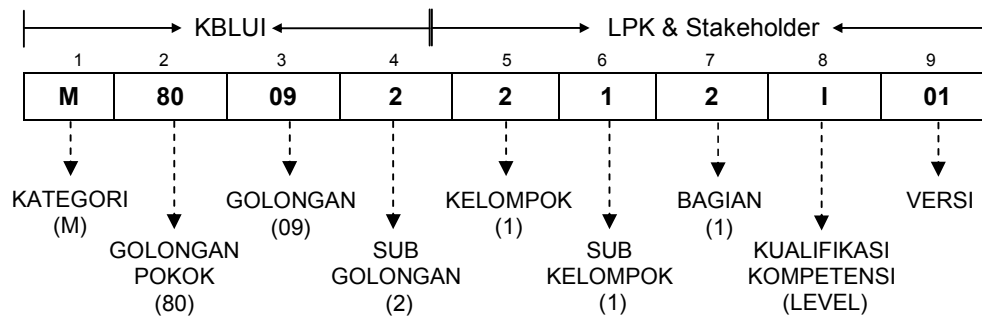 KBLUI LPK & Stakeholder
1 2 3 4 5 6 7 8 9
M 80 09 2 2 1 2 I 01
KATEGORI
(M)
GOLONGAN
POKOK
(80)
GOLONGAN
(09)
SUB
GOLONGAN
(2)
KELOMPOK
(1)
SUB
KELOMPOK
(1)
BAGIAN
(1)
KUALIFIKASI
KOMPETENSI
(LEVEL)
VERSI